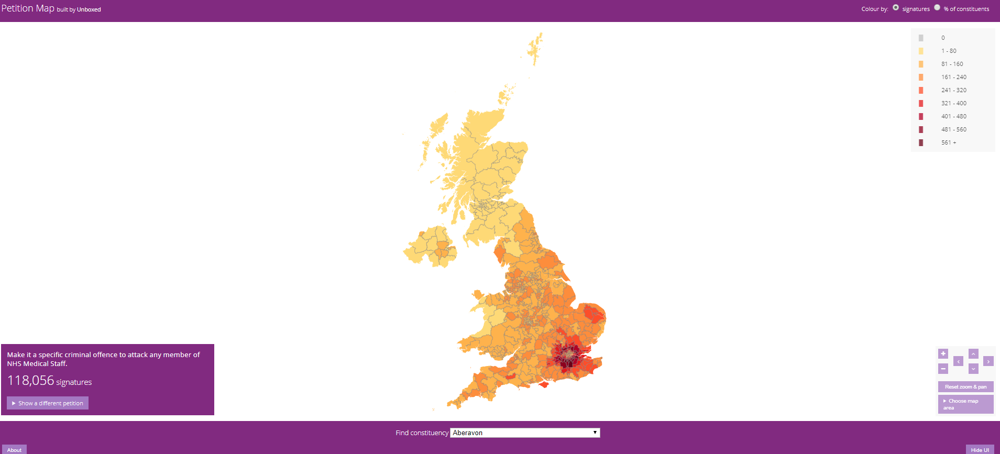 Petition Map built by Unboxed
Colour by: signatures % of constituents
0
1 - 80
81 - 160
161 - 240
241 - 320
321 - 400
401 - 480
481 - 560
561 +
Make it a specific criminal offence to attack any member of
NHS Medical Staff.
118,056 signatures
Show a different petition
Reset zoom & pan
Choose map
area
Find constituency Aberavon
About
Hide UI